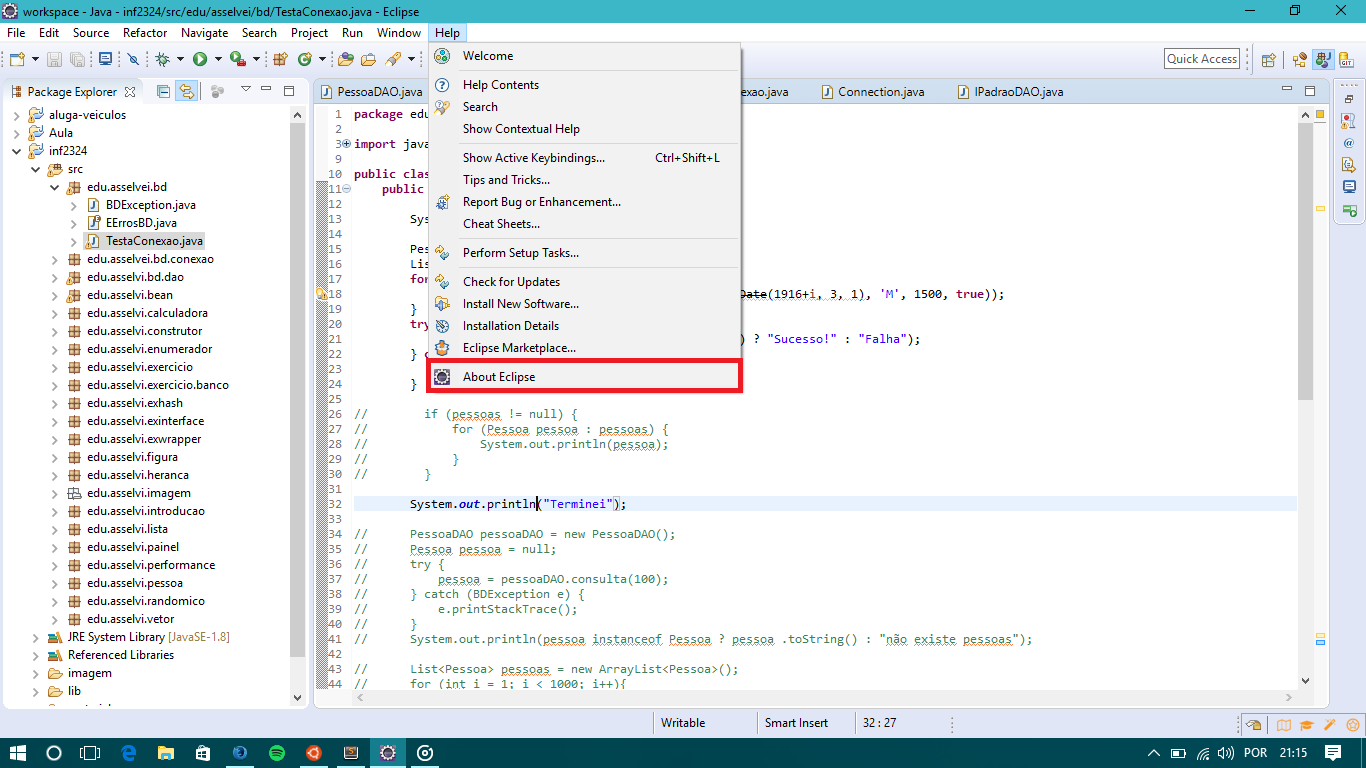 workspace - Java - inf2324/src/edu/asselvei/bd/TestaConexao.java - Eclipse
File Edit Source Refactor Navigate Search Project Run Window Help
Quick Access
Package Explorer
aluga-veiculos
Aula
inf2324
src
edu.asselvei.bd
BDException.java
EErrosBD.java
TestaConexao.java
edu.asselvei.bd.conexao
edu.asselvi.bd.dao
edu.asselvi.bean
edu.asselvi.calculadora
edu.asselvi.construtor
edu.asselvi.enumerador
edu.asselvi.exercicio
edu.asselvi.exercicio.banco
edu.asselvi.exhash
edu.asselvi.exinterface
edu.asselvi.exwrapper
edu.asselvi.figura
edu.asselvi.heranca
edu.asselvi.imagem
edu.asselvi.introducao
edu.asselvi.lista
edu.asselvi.painel
edu.asselvi.performance
edu.asselvi.pessoa
edu.asselvi.randomico
edu.asselvi.vetor
JRE System Library [JavaSE-1.8]
Referenced Libraries
imagem
lib
Welcome
Help Contents
Search
Show Contextual Help
Show Active Keybindings... Ctrl+Shift+L
Tips and Tricks...
Report Bug or Enhancement...
Cheat Sheets...
Perform Setup Tasks...
Check for Updates
Install New Software...
Installation Details
Eclipse Marketplace...
About Eclipse
PessoaDAO.java exao.java Connection.java IPadraoDAO.java
1 package edu
2
3 import java
9
10 public clas
11 public
12
13 Sys
14
15 Pes
16 Lis
17 for
18 Date(1916+i, 3, 1), 'M', 1500, true));
19 }
20 try
21 ) ? "Sucesso!" : "Falha");
22 } c
23
24 }
25
26 // if (pessoas != null) {
27 // for (Pessoa pessoa : pessoas) {
28 // System.out.println(pessoa);
29 // }
30 // }
31
32 System.out.println("Terminei");
33
34 // PessoaDAO pessoaDAO = new PessoaDAO();
35 // Pessoa pessoa = null;
36 // try {
37 // pessoa = pessoaDAO.consulta(100);
38 // } catch (BDException e) {
39 // e.printStackTrace();
40 // }
41 // System.out.println(pessoa instanceof Pessoa ? pessoa .toString() : "não existe pessoas");
42
43 // List<Pessoa> pessoas = new ArrayList<Pessoa>();
44 // for (int i = 1; i < 1000; i++){
Writable Smart Insert 32 : 27
POR 21:15